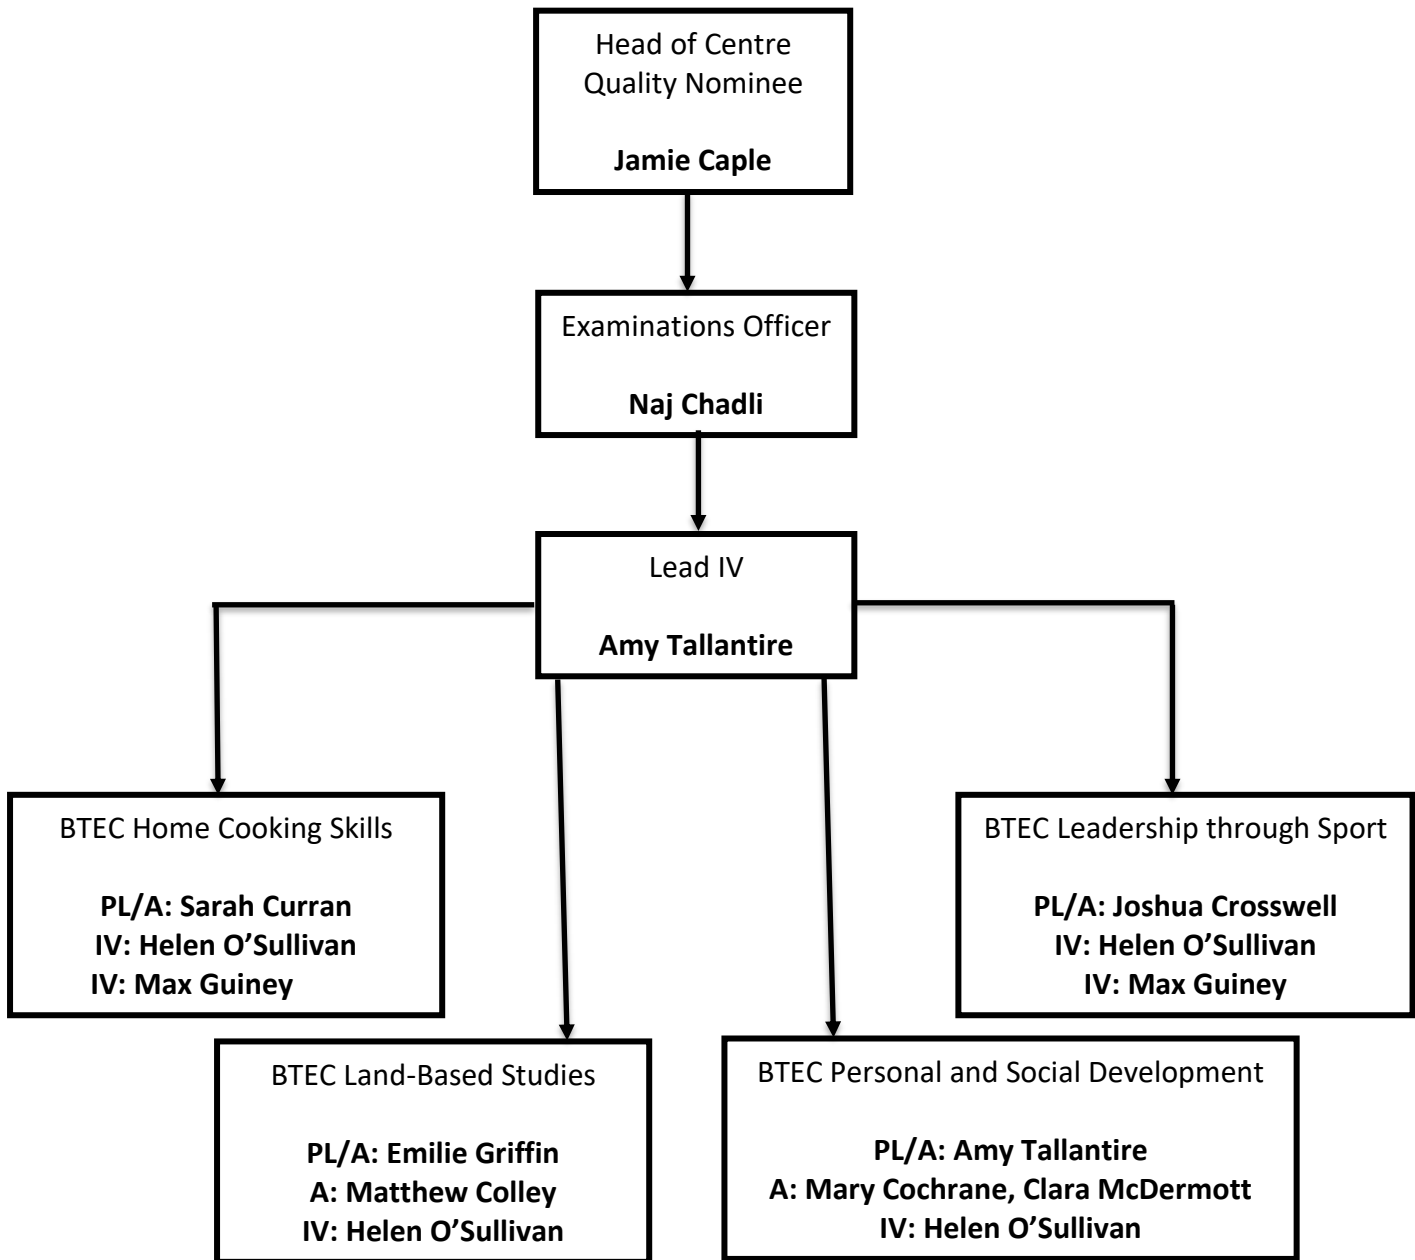 Head of Centre
Quality Nominee
Jamie Caple
Examinations Officer
Naj Chadli
Lead IV
Amy Tallantire
BTEC Home Cooking Skills
PL/A: Sarah Curran
IV: Helen O’Sullivan
IV: Max Guiney
BTEC Leadership through Sport
PL/A: Joshua Crosswell
IV: Helen O’Sullivan
IV: Max Guiney
BTEC Land-Based Studies
PL/A: Emilie Griffin
A: Matthew Colley
IV: Helen O’Sullivan
BTEC Personal and Social Development
PL/A: Amy Tallantire
A: Mary Cochrane, Clara McDermott
IV: Helen O’Sullivan